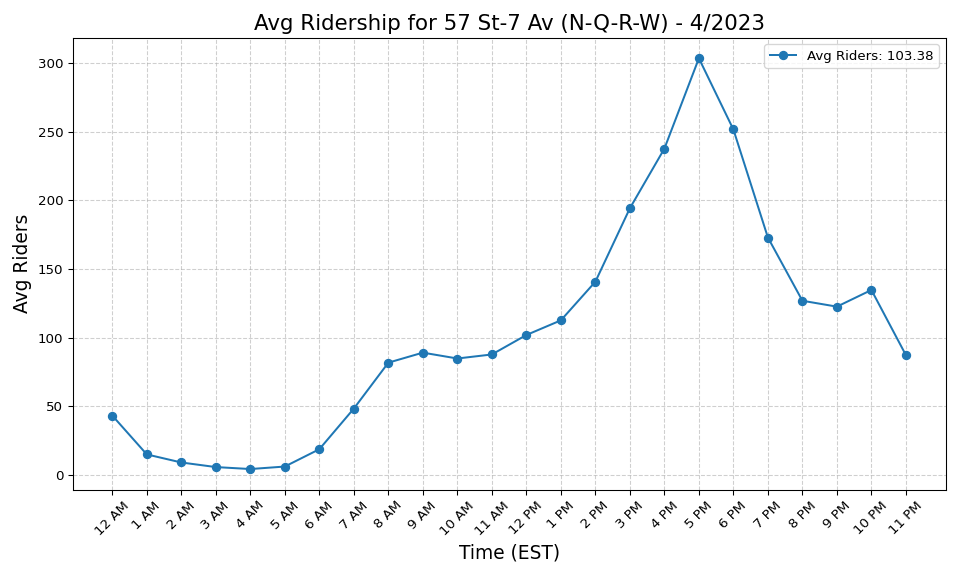 Avg Ridership for 57 St-7 Av (N-Q-R-W) - 4/2023
Avg Riders: 103.38
Avg Riders
300
250
200
150
100
50
0
12 AM
1 AM
2 AM
3 AM
4 AM
5 AM
6 AM
7 AM
8 AM
9 AM
10 AM
11 AM
12 PM
1 PM
2 PM
3 PM
4 PM
5 PM
6 PM
7 PM
8 PM
9 PM
10 PM
11 PM
Time (EST)